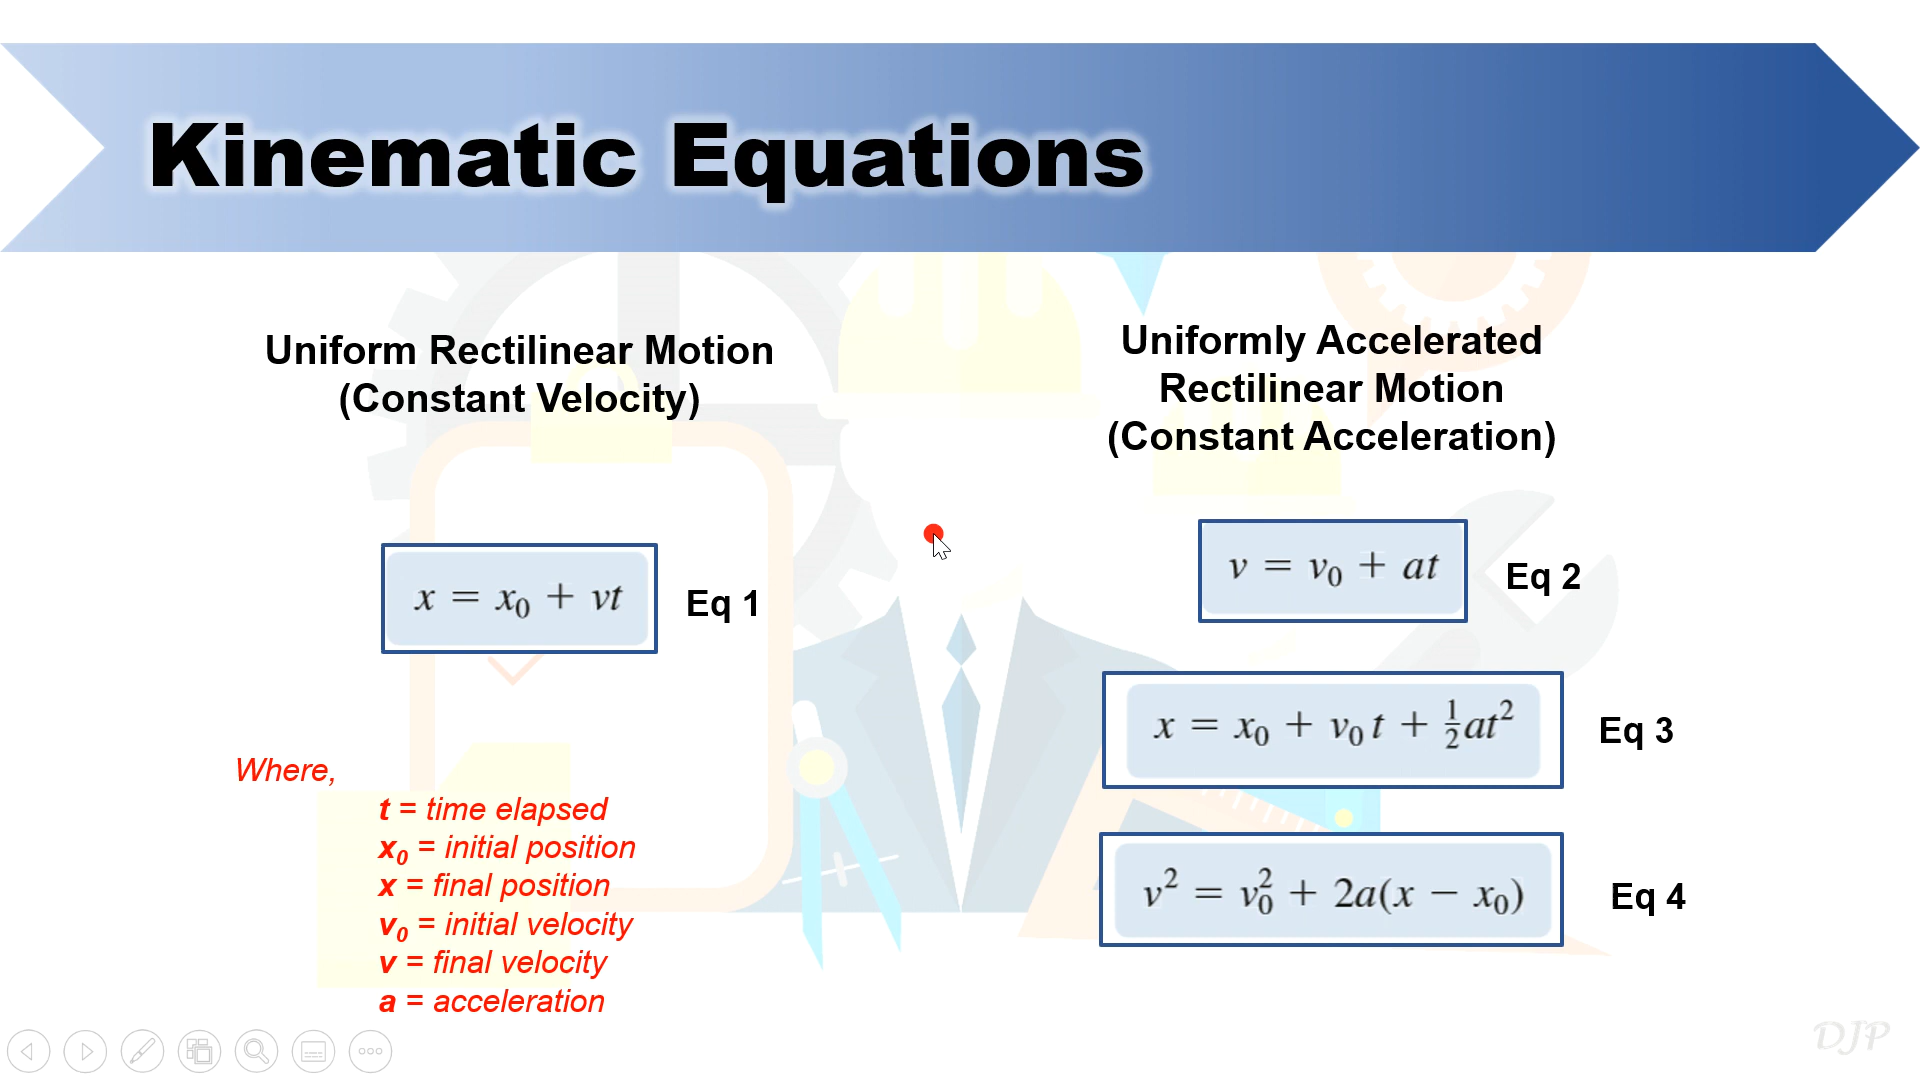 Kinematic Equations
Uniform Rectilinear Motion
(Constant Velocity)
x = x₀ + vt
Eq 1
Where,
t = time elapsed
x₀ = initial position
x = final position
v₀ = initial velocity
v = final velocity
a = acceleration
Uniformly Accelerated
Rectilinear Motion
(Constant Acceleration)
v = v₀ + at
Eq 2
x = x₀ + v₀t + ½at²
Eq 3
v² = v₀² + 2a(x − x₀)
Eq 4
DJP